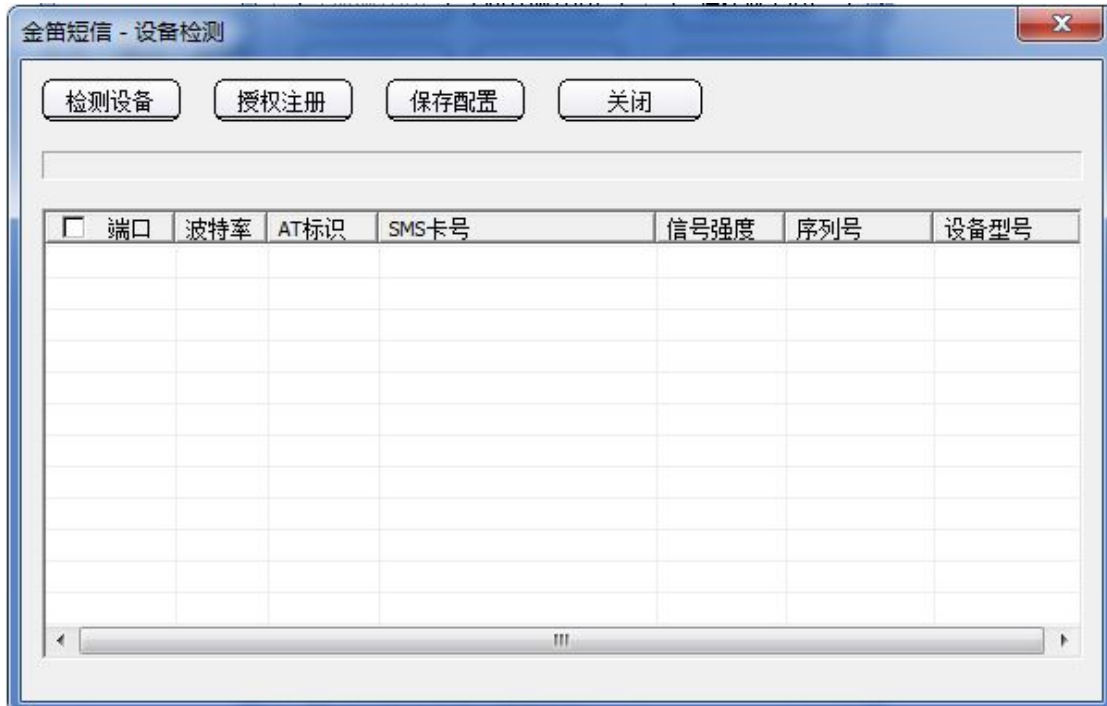 金笛短信 - 设备检测
检测设备 授权注册 保存配置 关闭
端口 波特率 AT标识 SMS卡号 信号强度 序列号 设备型号